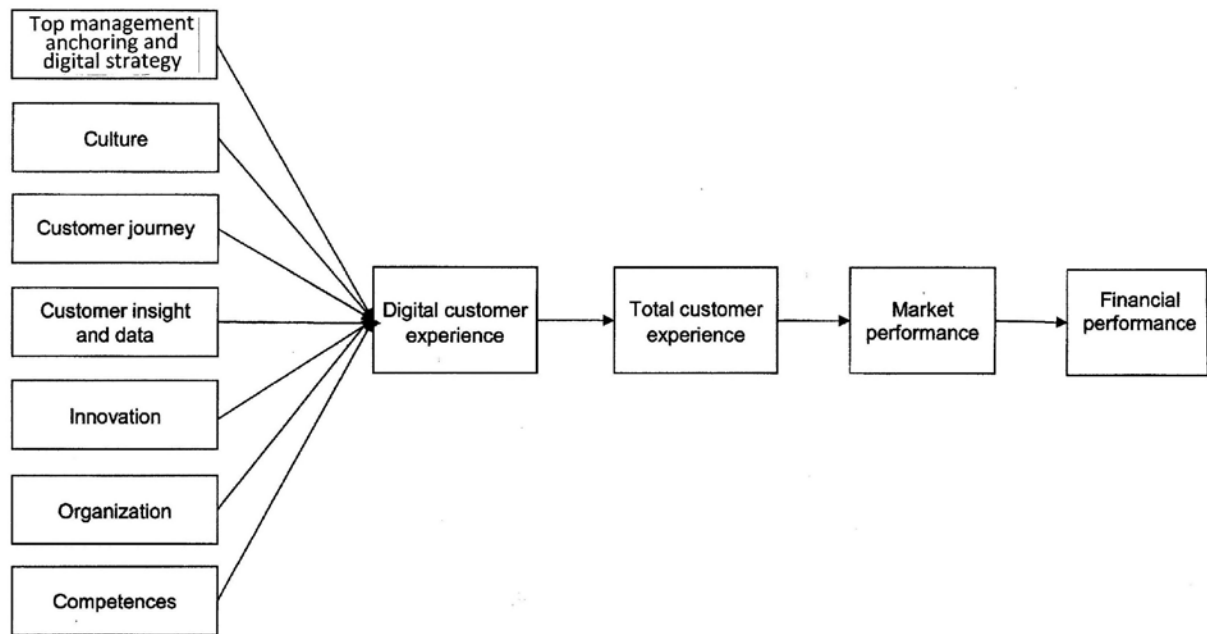 Top management
anchoring and
digital strategy
Culture
Customer journey
Customer insight
and data
Innovation
Organization
Competences
Digital customer
experience
Total customer
experience
Market
performance
Financial
performance